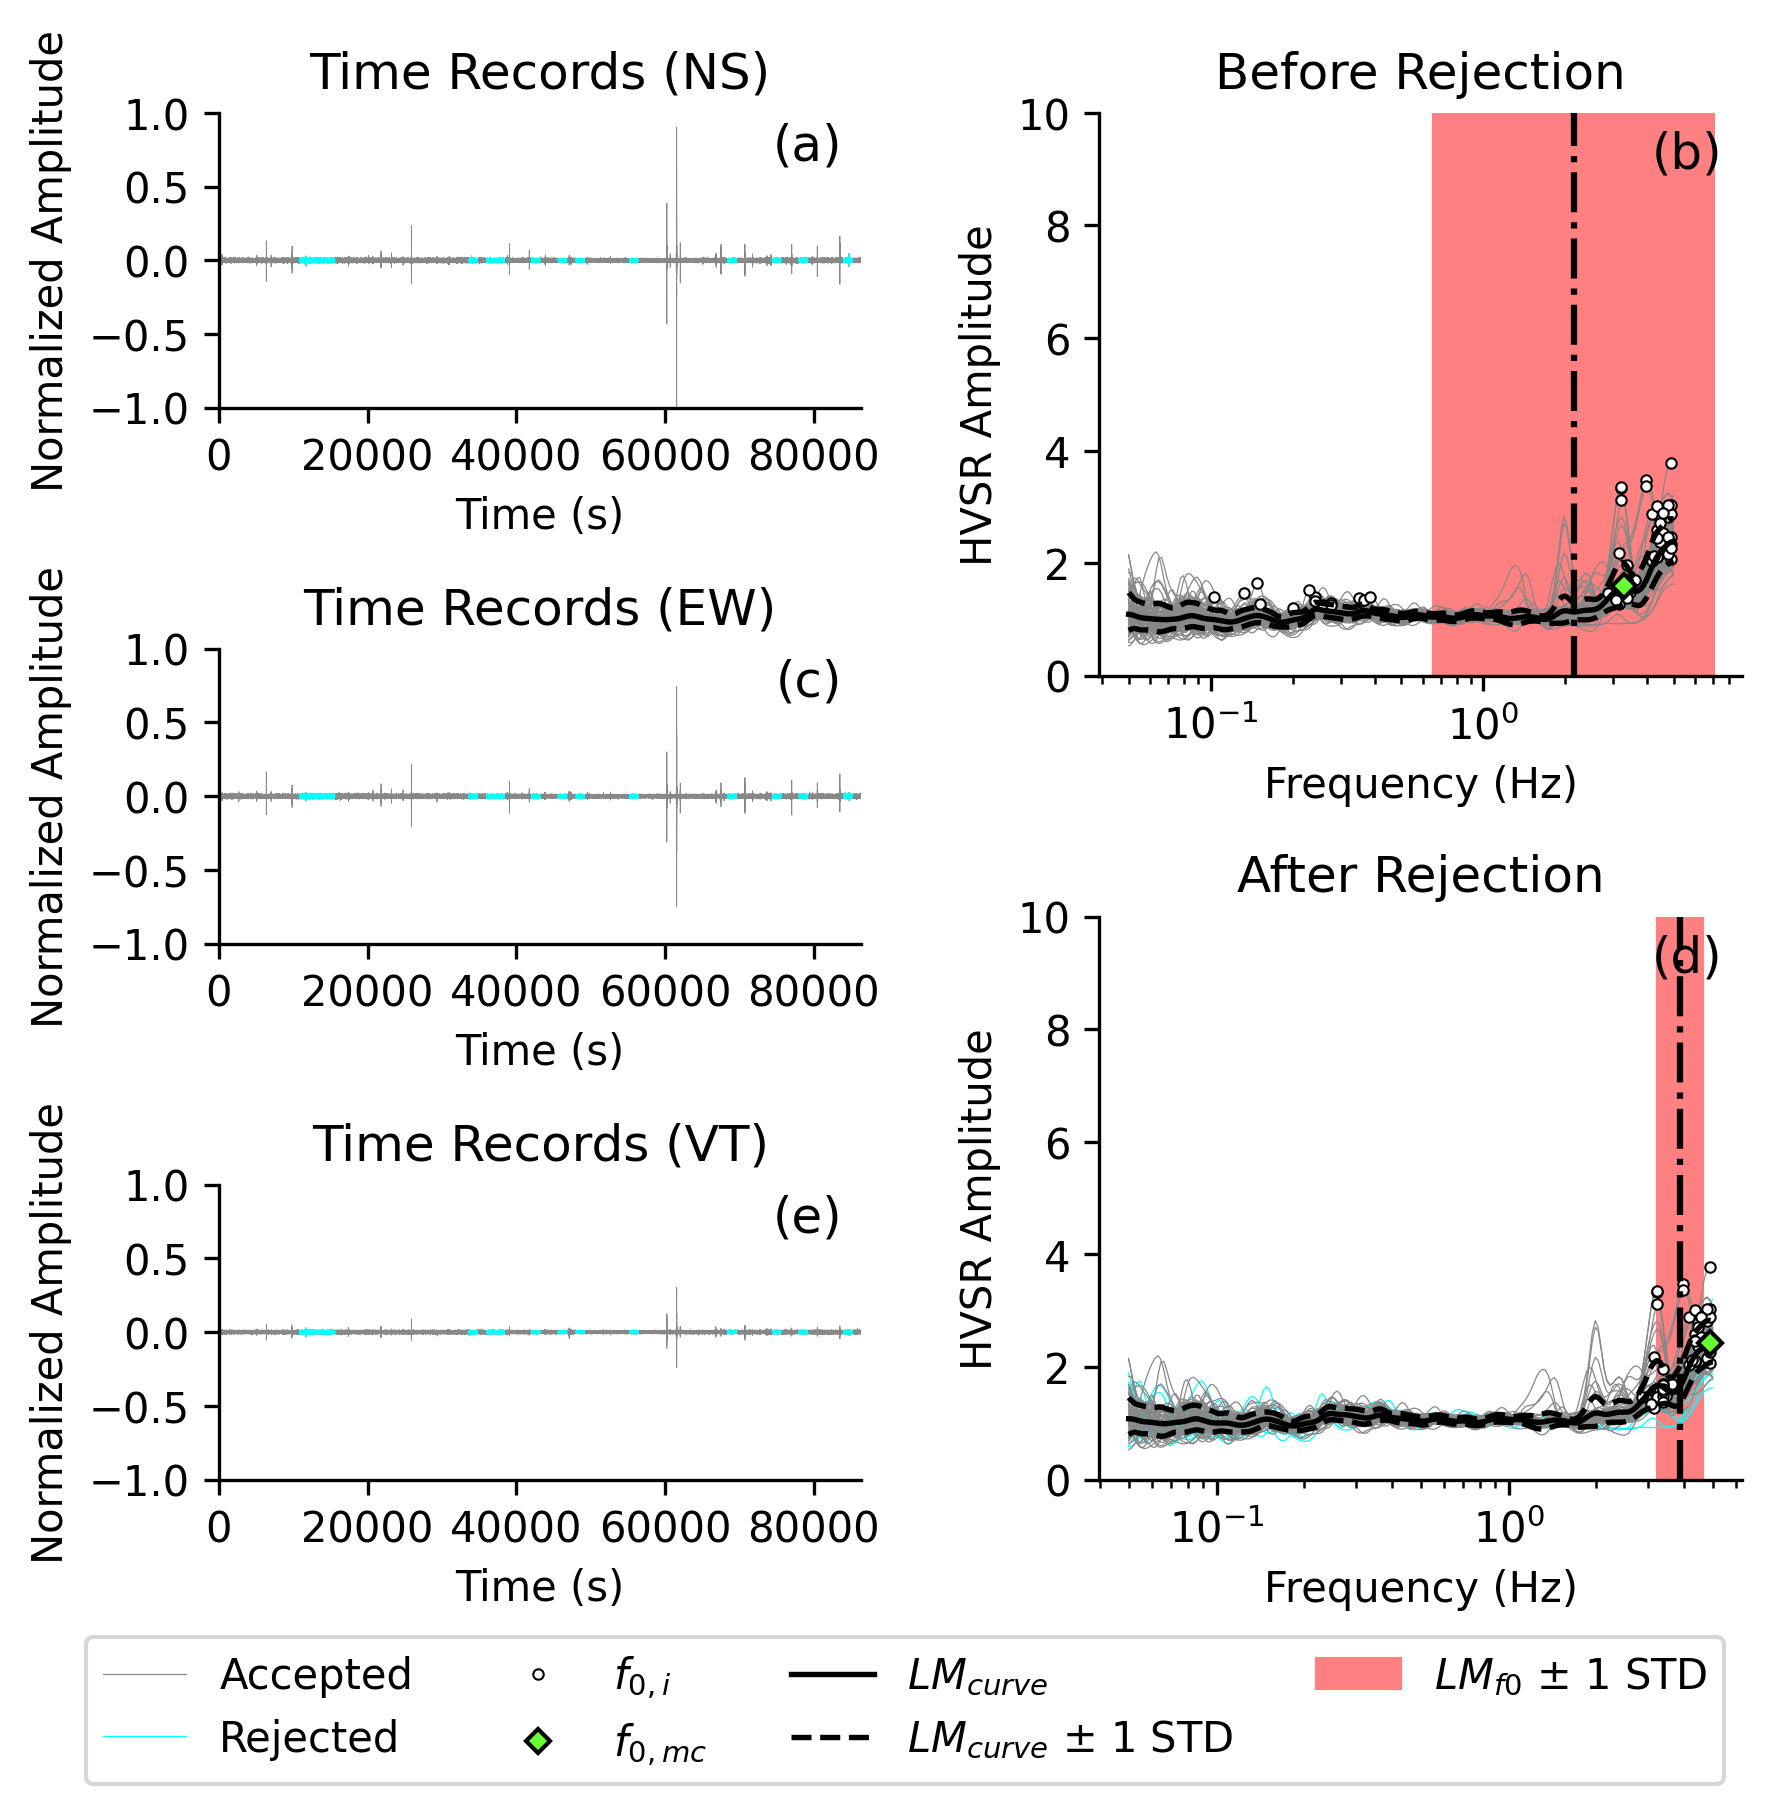 Time Records (NS)
Normalized Amplitude
1.0
0.5
0.0
−0.5
−1.0
(a)
0 20000 40000 60000 80000
Time (s)
Before Rejection
HVSR Amplitude
10
8
6
4
2
0
(b)
10⁻¹ 10⁰
Frequency (Hz)
Time Records (EW)
Normalized Amplitude
1.0
0.5
0.0
−0.5
−1.0
(c)
0 20000 40000 60000 80000
Time (s)
After Rejection
HVSR Amplitude
10
8
6
4
2
0
(d)
10⁻¹ 10⁰
Frequency (Hz)
Time Records (VT)
Normalized Amplitude
1.0
0.5
0.0
−0.5
−1.0
(e)
0 20000 40000 60000 80000
Time (s)
Accepted
Rejected
f0,i
f0,mc
LMcurve
LMcurve ± 1 STD
LMf0 ± 1 STD